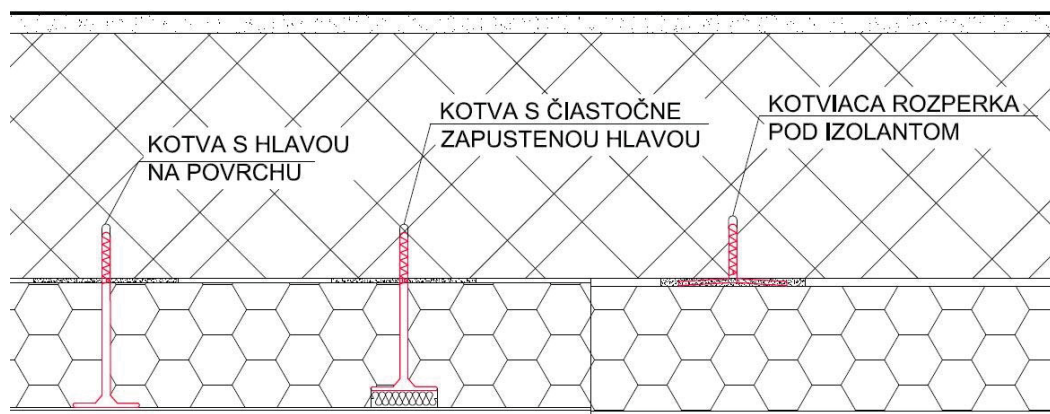 KOTVA S HLAVOU
NA POVRCHU
KOTVA S ČIASTOČNE
ZAPUSTENOU HLAVOU
KOTVIACA ROZPERKA
POD IZOLANTOM